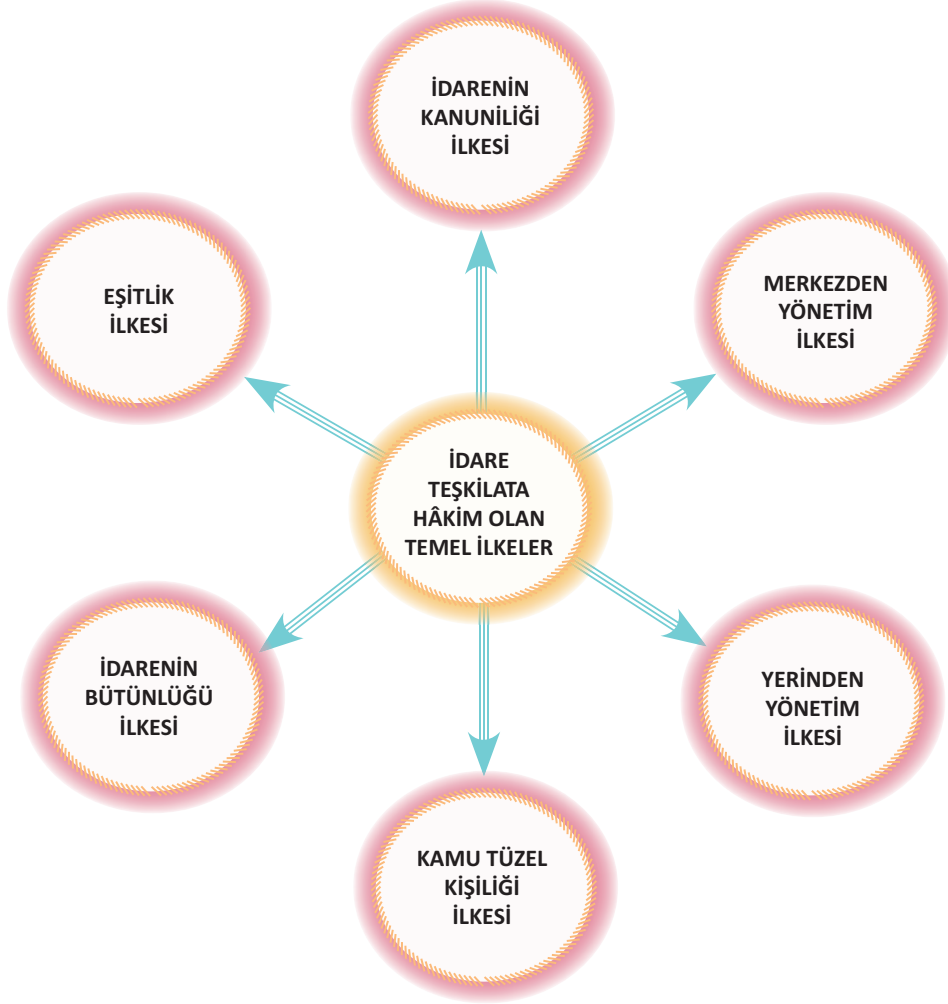 İDARENİN
KANUNİLİĞİ
İLKESİ
EŞİTLİK
İLKESİ
MERKEZDEN
YÖNETİM
İLKESİ
İDARE
TEŞKİLATA
HÂKİM OLAN
TEMEL İLKELER
İDARENİN
BÜTÜNLÜĞÜ
İLKESİ
YERİNDEN
YÖNETİM
İLKESİ
KAMU TÜZEL
KİŞİLİĞİ
İLKESİ